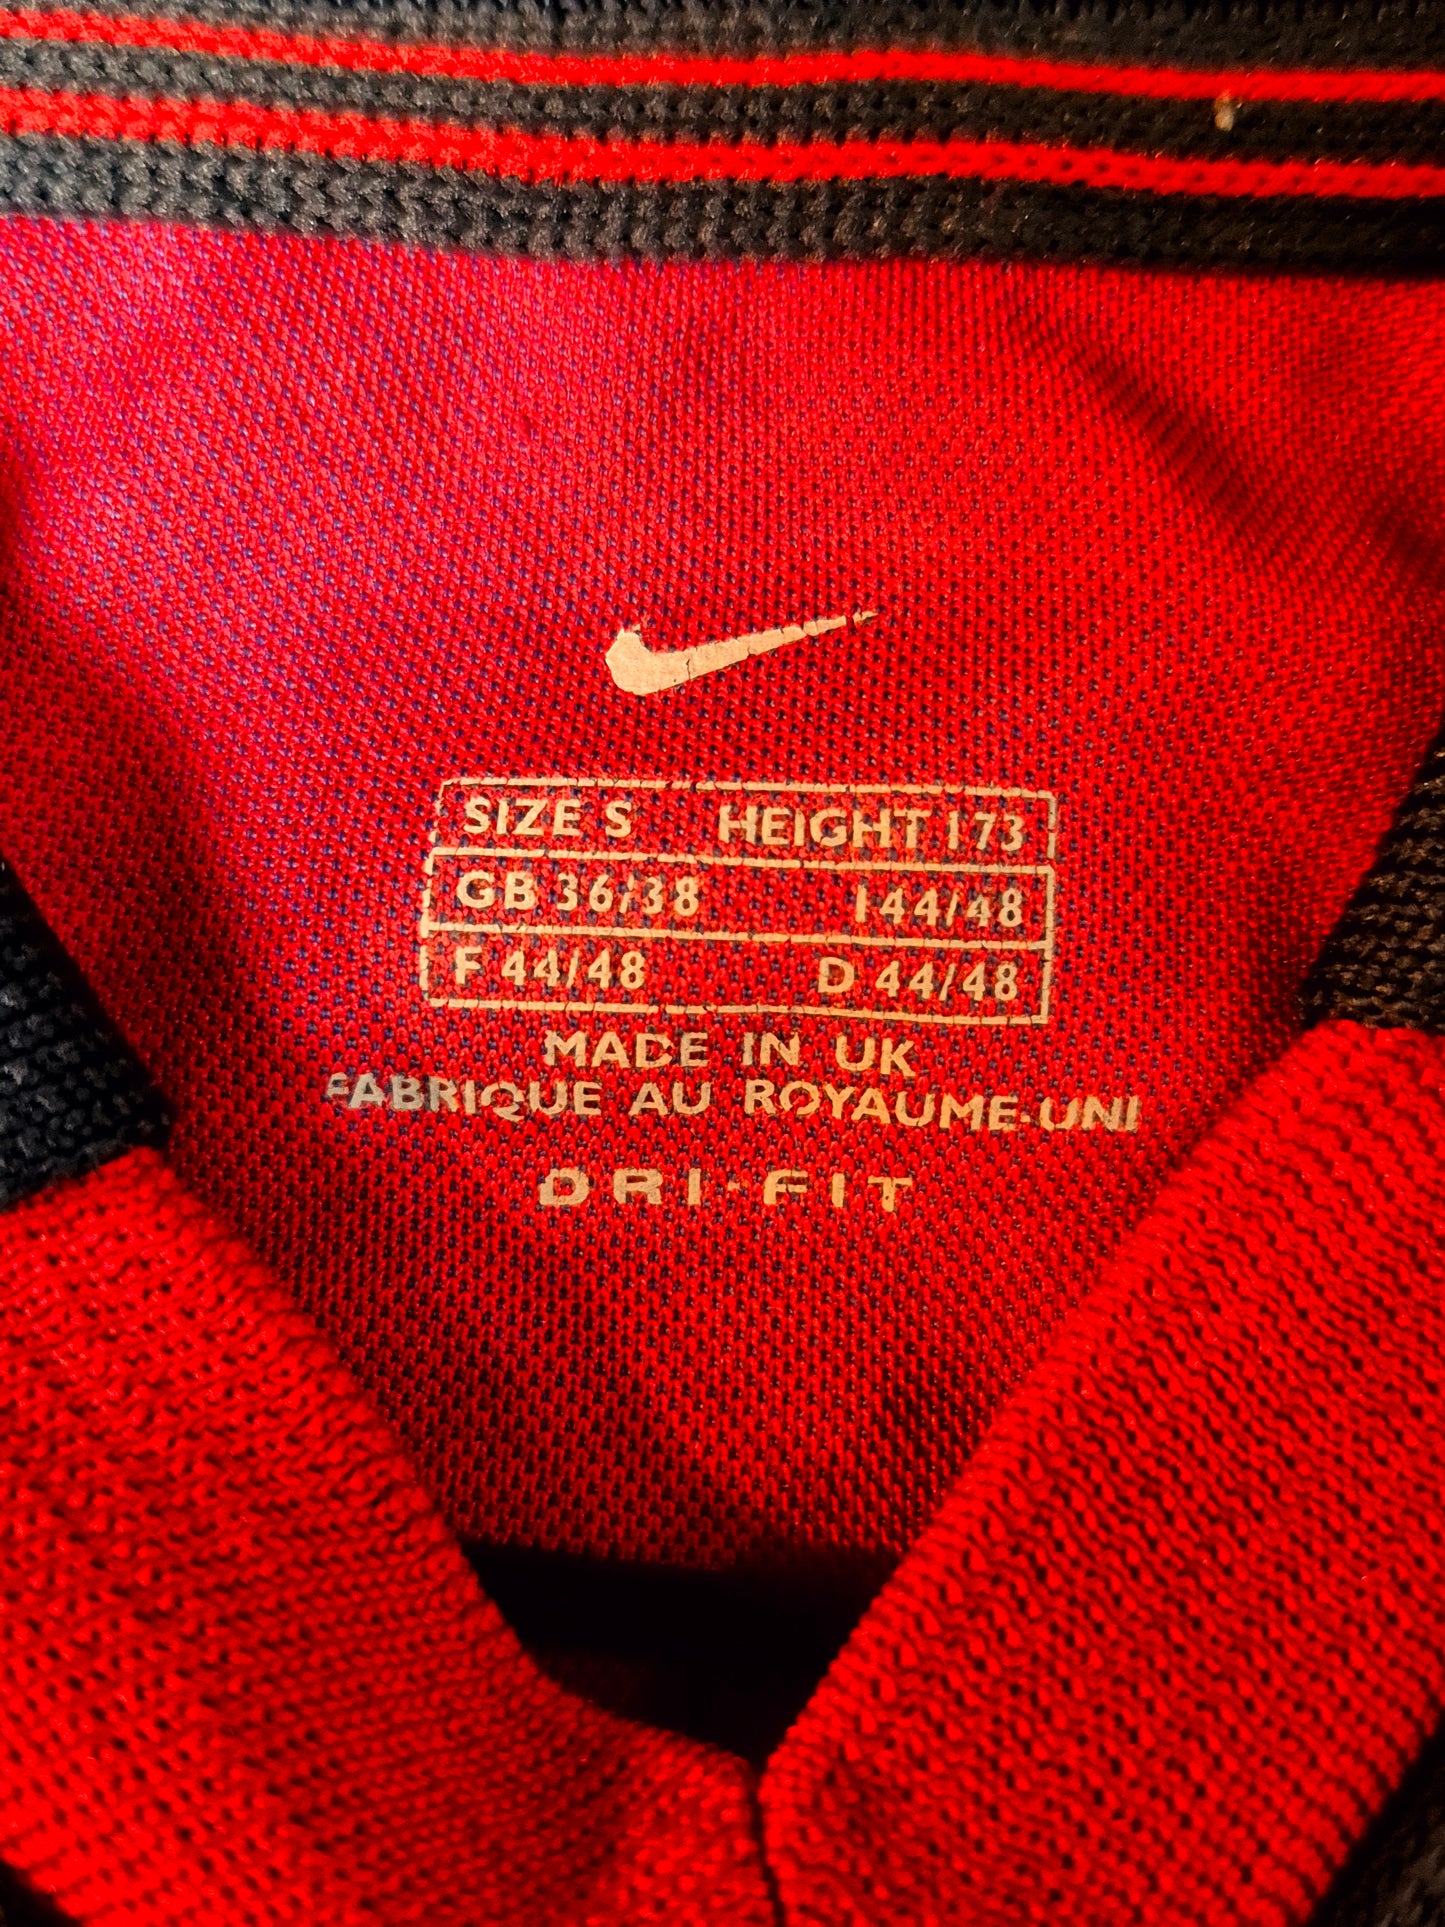 SIZE S HEIGHT 173
GB 36/38 I 44/48
F 44/48 D 44/48
MADE IN UK
FABRIQUE AU ROYAUME-UNI
DRI-FIT